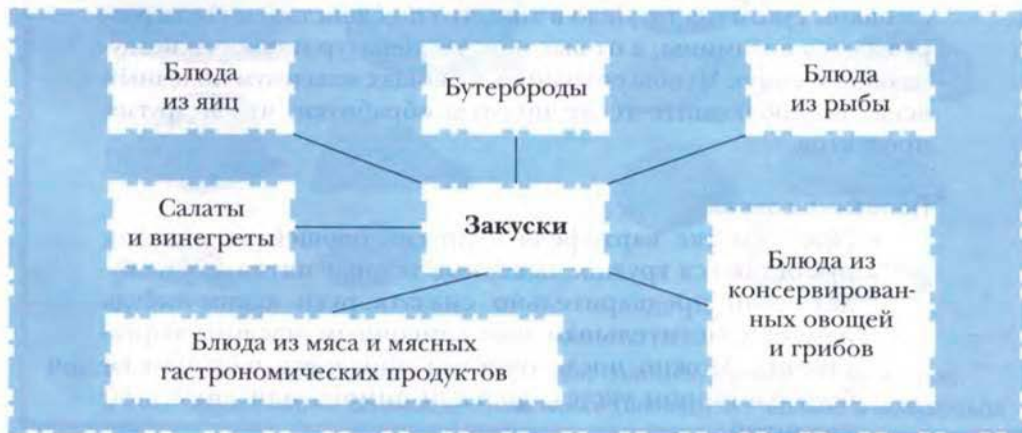 Блюда
из яиц
Бутерброды
Блюда
из рыбы
Салаты
и винегреты
Закуски
Блюда из
консервирован-
ных овощей
и грибов
Блюда из мяса и мясных
гастрономических продуктов